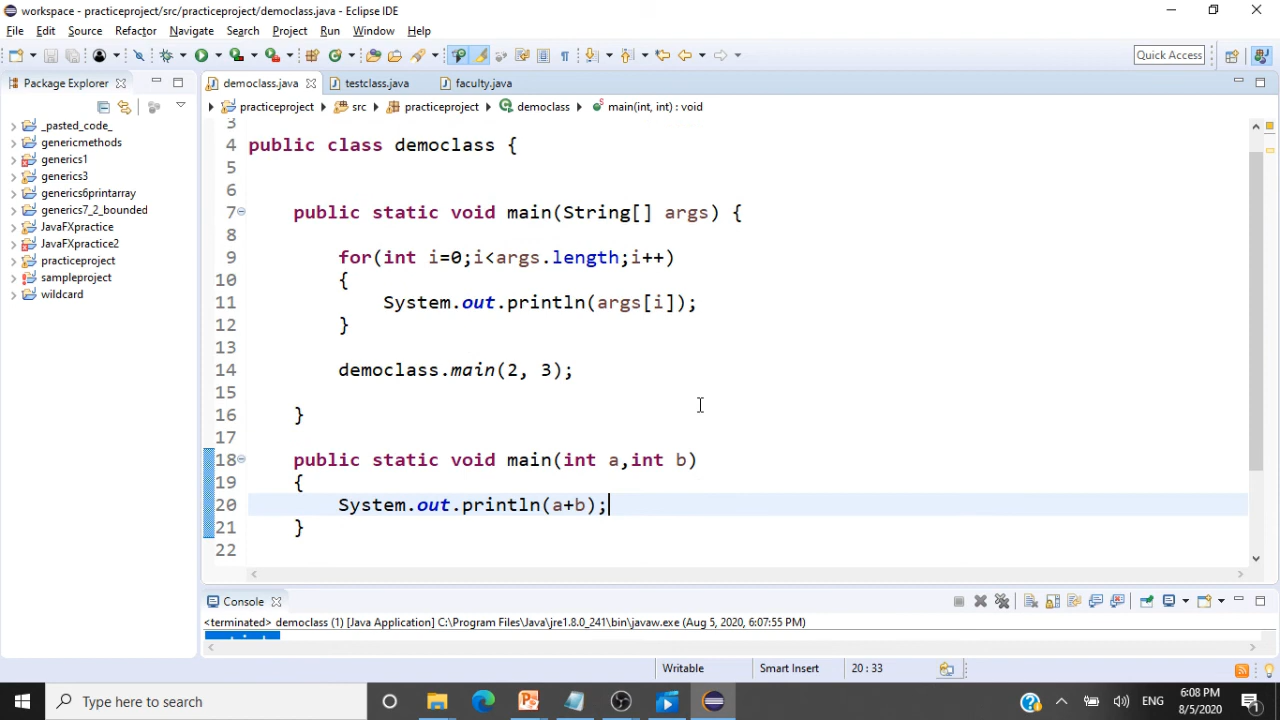 workspace - practiceproject/src/practiceproject/democlass.java - Eclipse IDE
File Edit Source Refactor Navigate Search Project Run Window Help
Quick Access
Package Explorer
democlass.java testclass.java faculty.java
practiceproject src practiceproject democlass main(int, int) : void
_pasted_code_
genericmethods
generics1
generics3
generics6printarray
generics7_2_bounded
JavaFXpractice
JavaFXpractice2
practiceproject
sampleproject
wildcard
3
4 public class democlass {
5
6
7 public static void main(String[] args) {
8
9 for(int i=0;i<args.length;i++)
10 {
11 System.out.println(args[i]);
12 }
13
14 democlass.main(2, 3);
15
16 }
17
18 public static void main(int a,int b)
19 {
20 System.out.println(a+b);
21 }
22
Console
<terminated> democlass (1) [Java Application] C:\Program Files\Java\jre1.8.0_241\bin\javaw.exe (Aug 5, 2020, 6:07:55 PM)
Writable Smart Insert 20 : 33
Type here to search
ENG
6:08 PM
8/5/2020
1